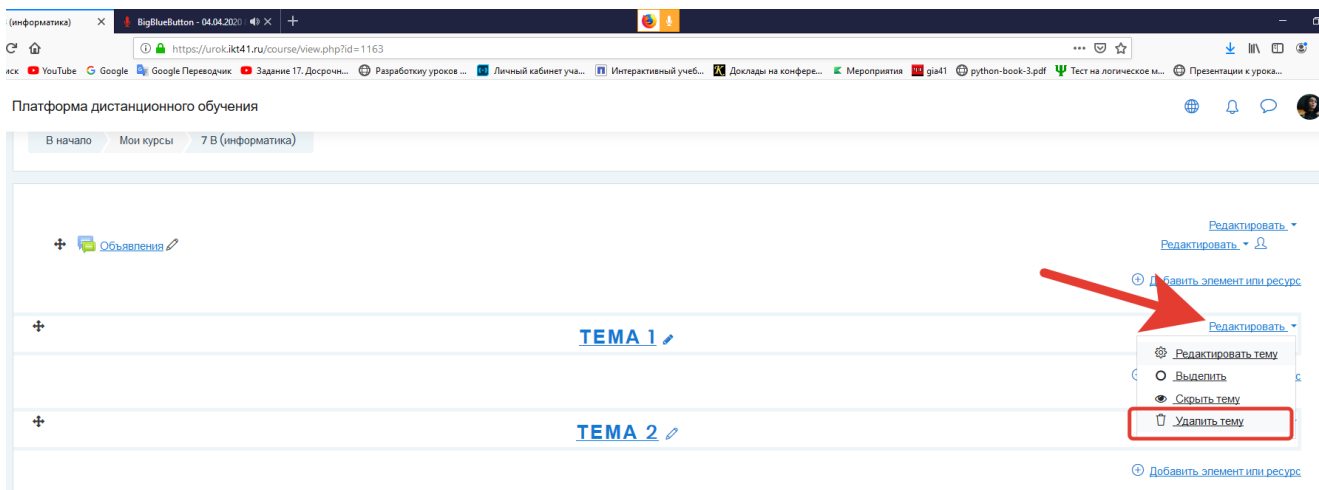 (информатика)
BigBlueButton - 04.04.2020
https://urok.ikt41.ru/course/view.php?id=1163
иск YouTube Google Google Переводчик Задание 17. Досрочн... Разработкиу уроков ... Личный кабинет уча... Интерактивный учеб... Доклады на конфере... Мероприятия gia41 python-book-3.pdf Тест на логическое м... Презентации к урока...
Платформа дистанционного обучения
В начало Мои курсы 7 В (информатика)
Редактировать
Объявления Редактировать
Добавить элемент или ресурс
ТЕМА 1 Редактировать
Редактировать тему
Выделить
Скрыть тему
ТЕМА 2 Удалить тему
Добавить элемент или ресурс